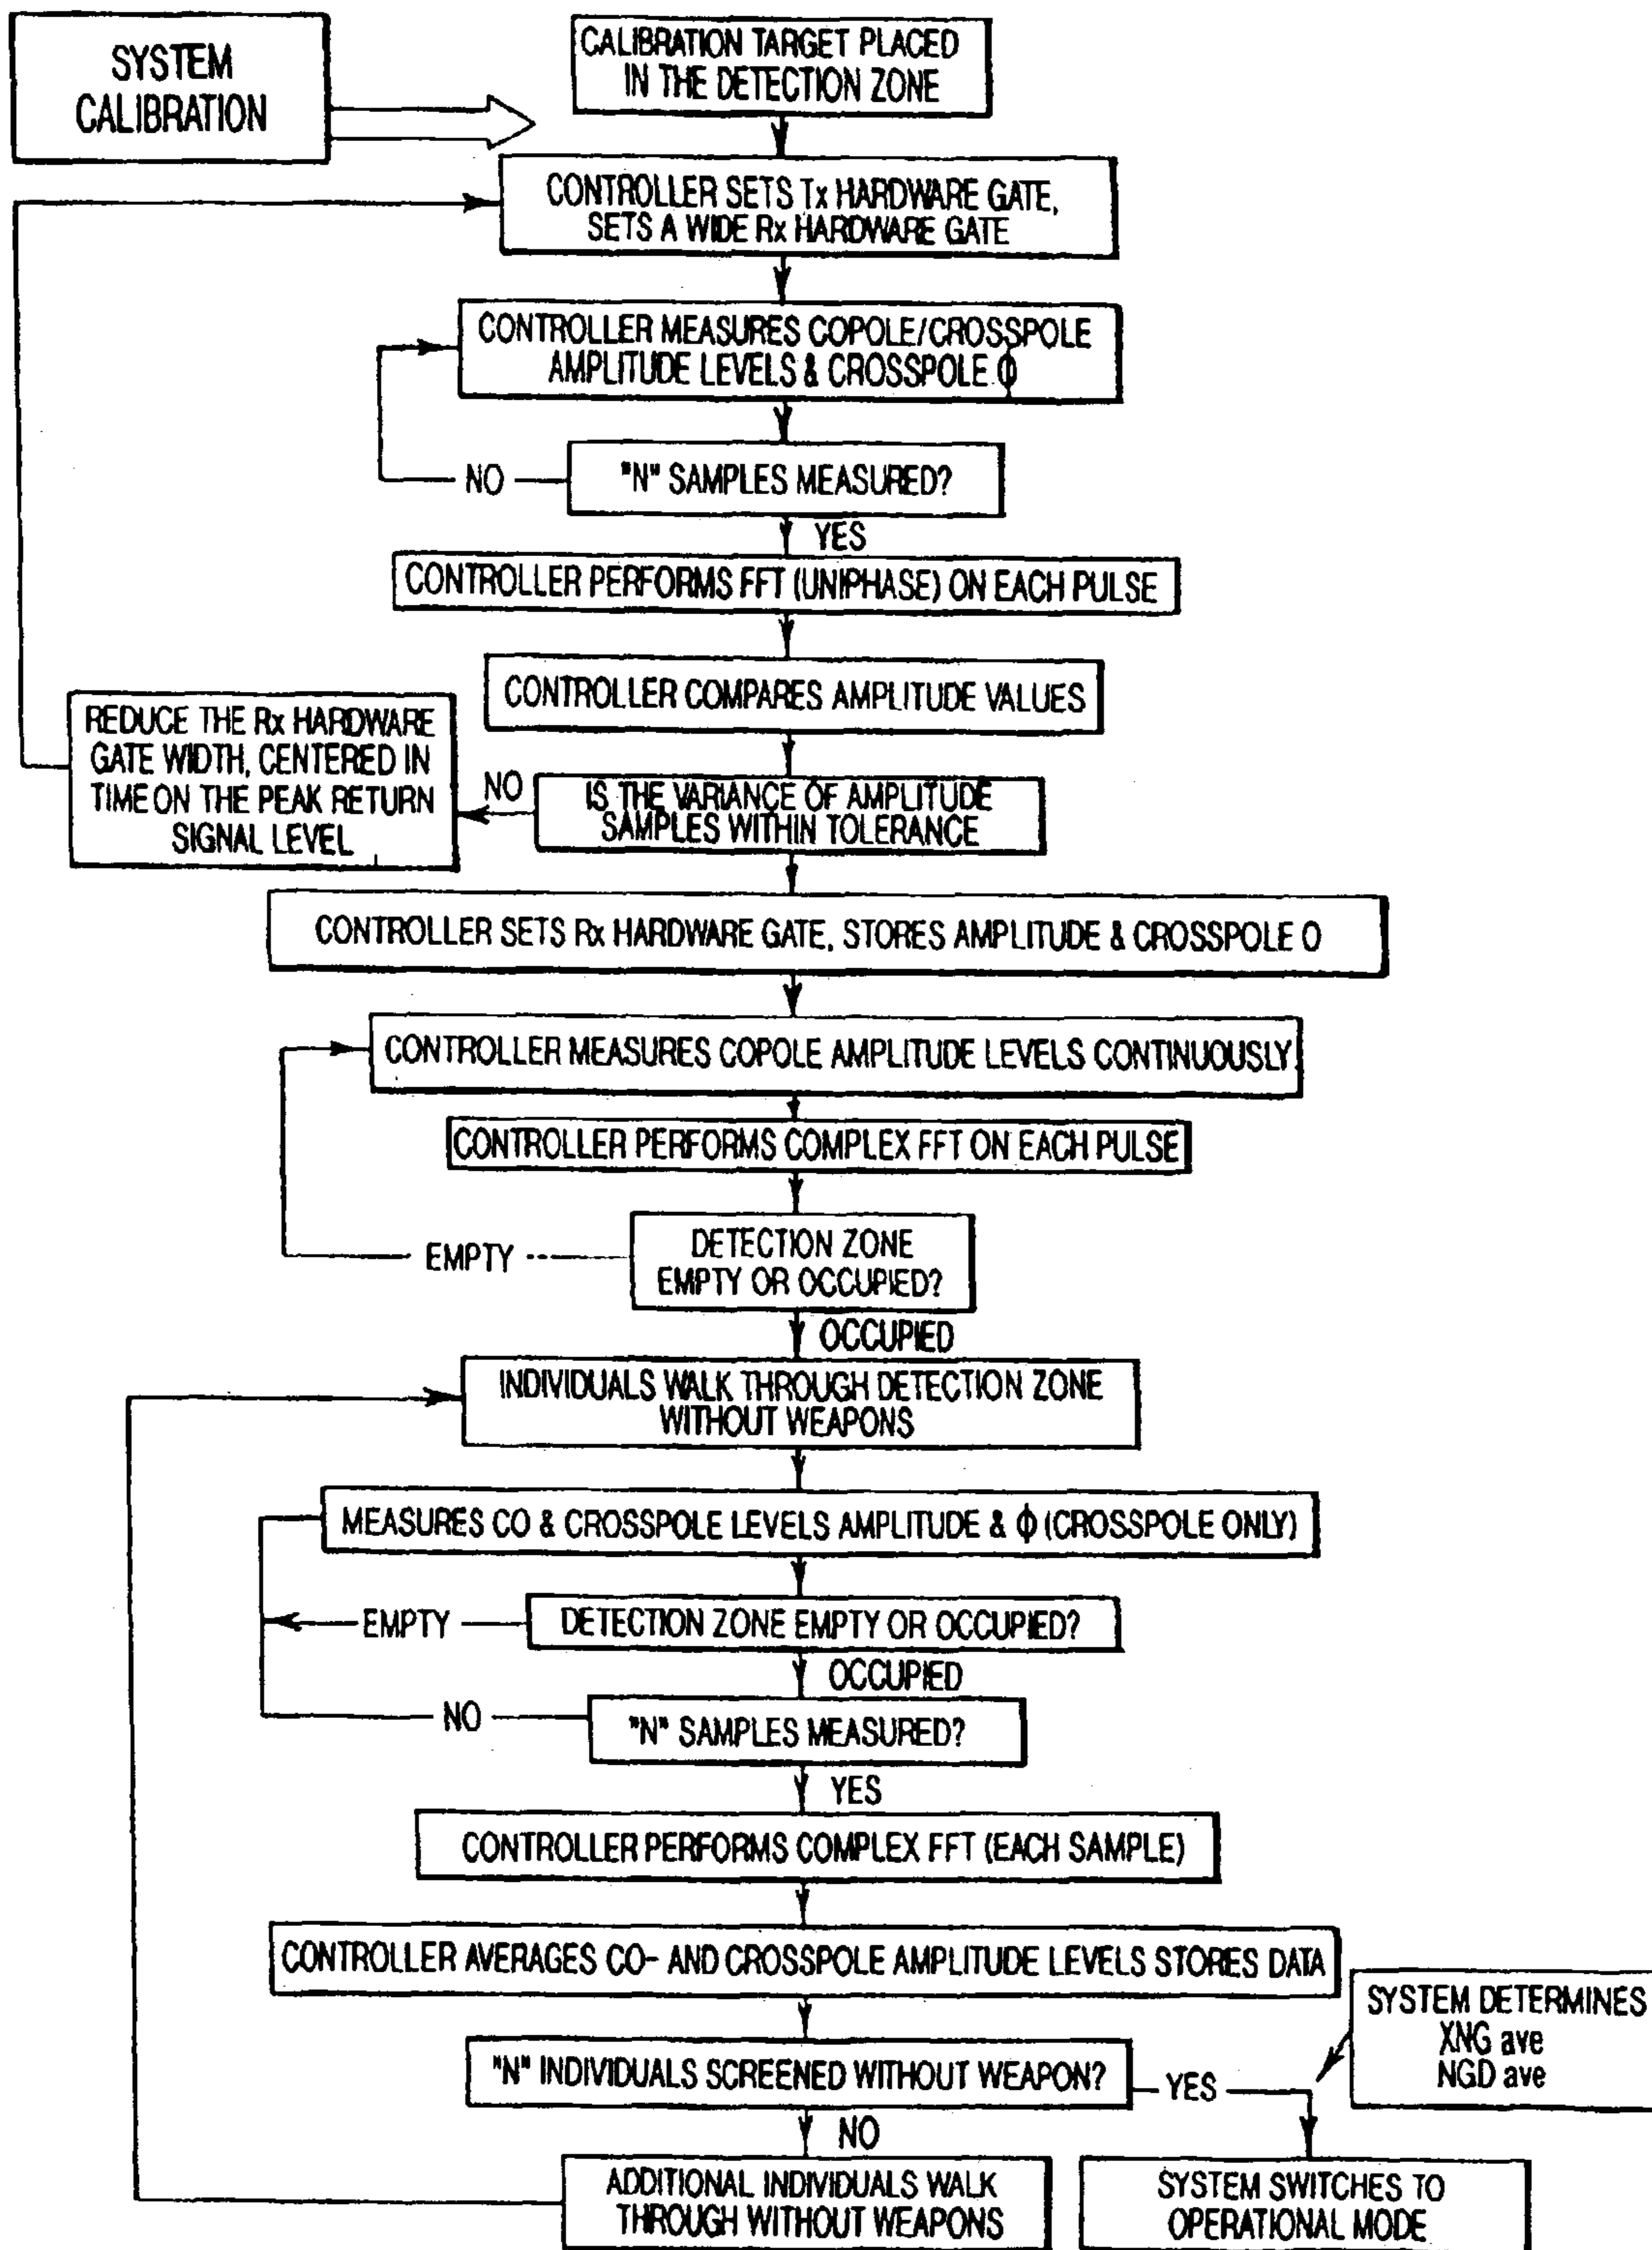 SYSTEM
CALIBRATION
CALIBRATION TARGET PLACED
IN THE DETECTION ZONE
CONTROLLER SETS Tx HARDWARE GATE,
SETS A WIDE Rx HARDWARE GATE
CONTROLLER MEASURES COPOLE/CROSSPOLE
AMPLITUDE LEVELS & CROSSPOLE ϕ
NO
"N" SAMPLES MEASURED?
YES
CONTROLLER PERFORMS FFT (UNIPHASE) ON EACH PULSE
CONTROLLER COMPARES AMPLITUDE VALUES
REDUCE THE Rx HARDWARE
GATE WIDTH, CENTERED IN
TIME ON THE PEAK RETURN
SIGNAL LEVEL
NO
IS THE VARIANCE OF AMPLITUDE
SAMPLES WITHIN TOLERANCE
CONTROLLER SETS Rx HARDWARE GATE, STORES AMPLITUDE & CROSSPOLE O
CONTROLLER MEASURES COPOLE AMPLITUDE LEVELS CONTINUOUSLY
CONTROLLER PERFORMS COMPLEX FFT ON EACH PULSE
EMPTY
DETECTION ZONE
EMPTY OR OCCUPIED?
OCCUPIED
INDIVIDUALS WALK THROUGH DETECTION ZONE
WITHOUT WEAPONS
MEASURES CO & CROSSPOLE LEVELS AMPLITUDE & ϕ (CROSSPOLE ONLY)
EMPTY
DETECTION ZONE EMPTY OR OCCUPIED?
OCCUPIED
NO
"N" SAMPLES MEASURED?
YES
CONTROLLER PERFORMS COMPLEX FFT (EACH SAMPLE)
CONTROLLER AVERAGES CO- AND CROSSPOLE AMPLITUDE LEVELS STORES DATA
SYSTEM DETERMINES
XNG ave
NGD ave
"N" INDIVIDUALS SCREENED WITHOUT WEAPON?
YES
NO
ADDITIONAL INDIVIDUALS WALK
THROUGH WITHOUT WEAPONS
SYSTEM SWITCHES TO
OPERATIONAL MODE